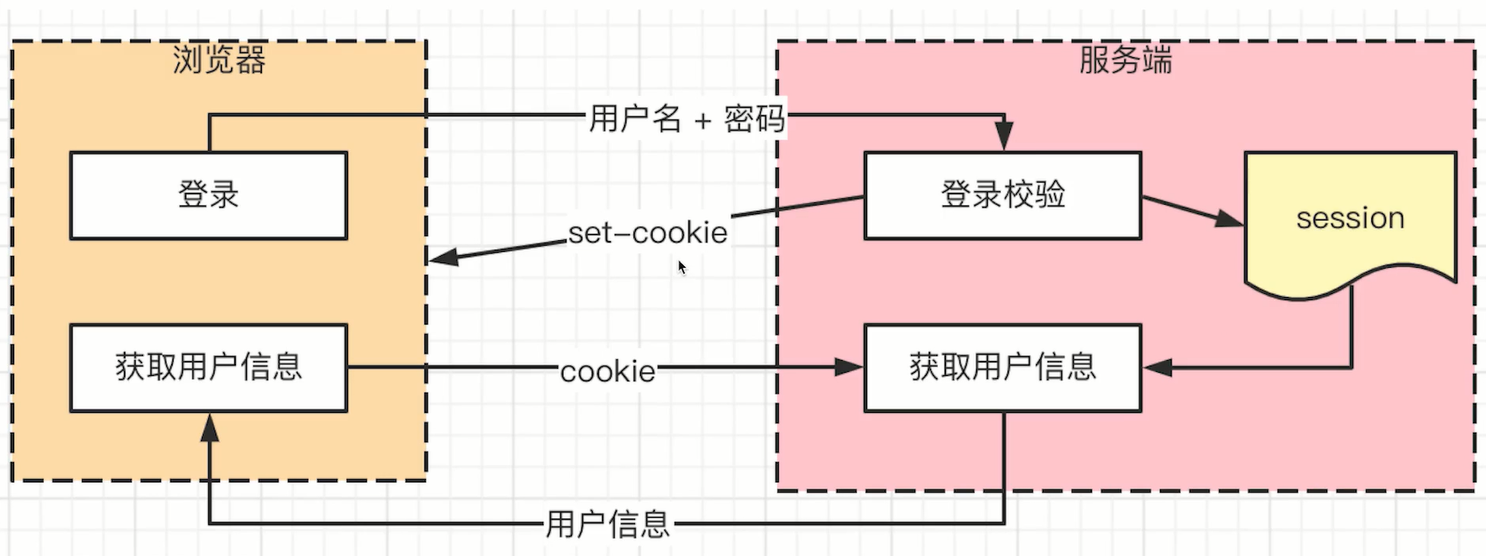 浏览器
服务端
用户名 + 密码
登录
登录校验
session
set-cookie
获取用户信息
cookie
获取用户信息
用户信息